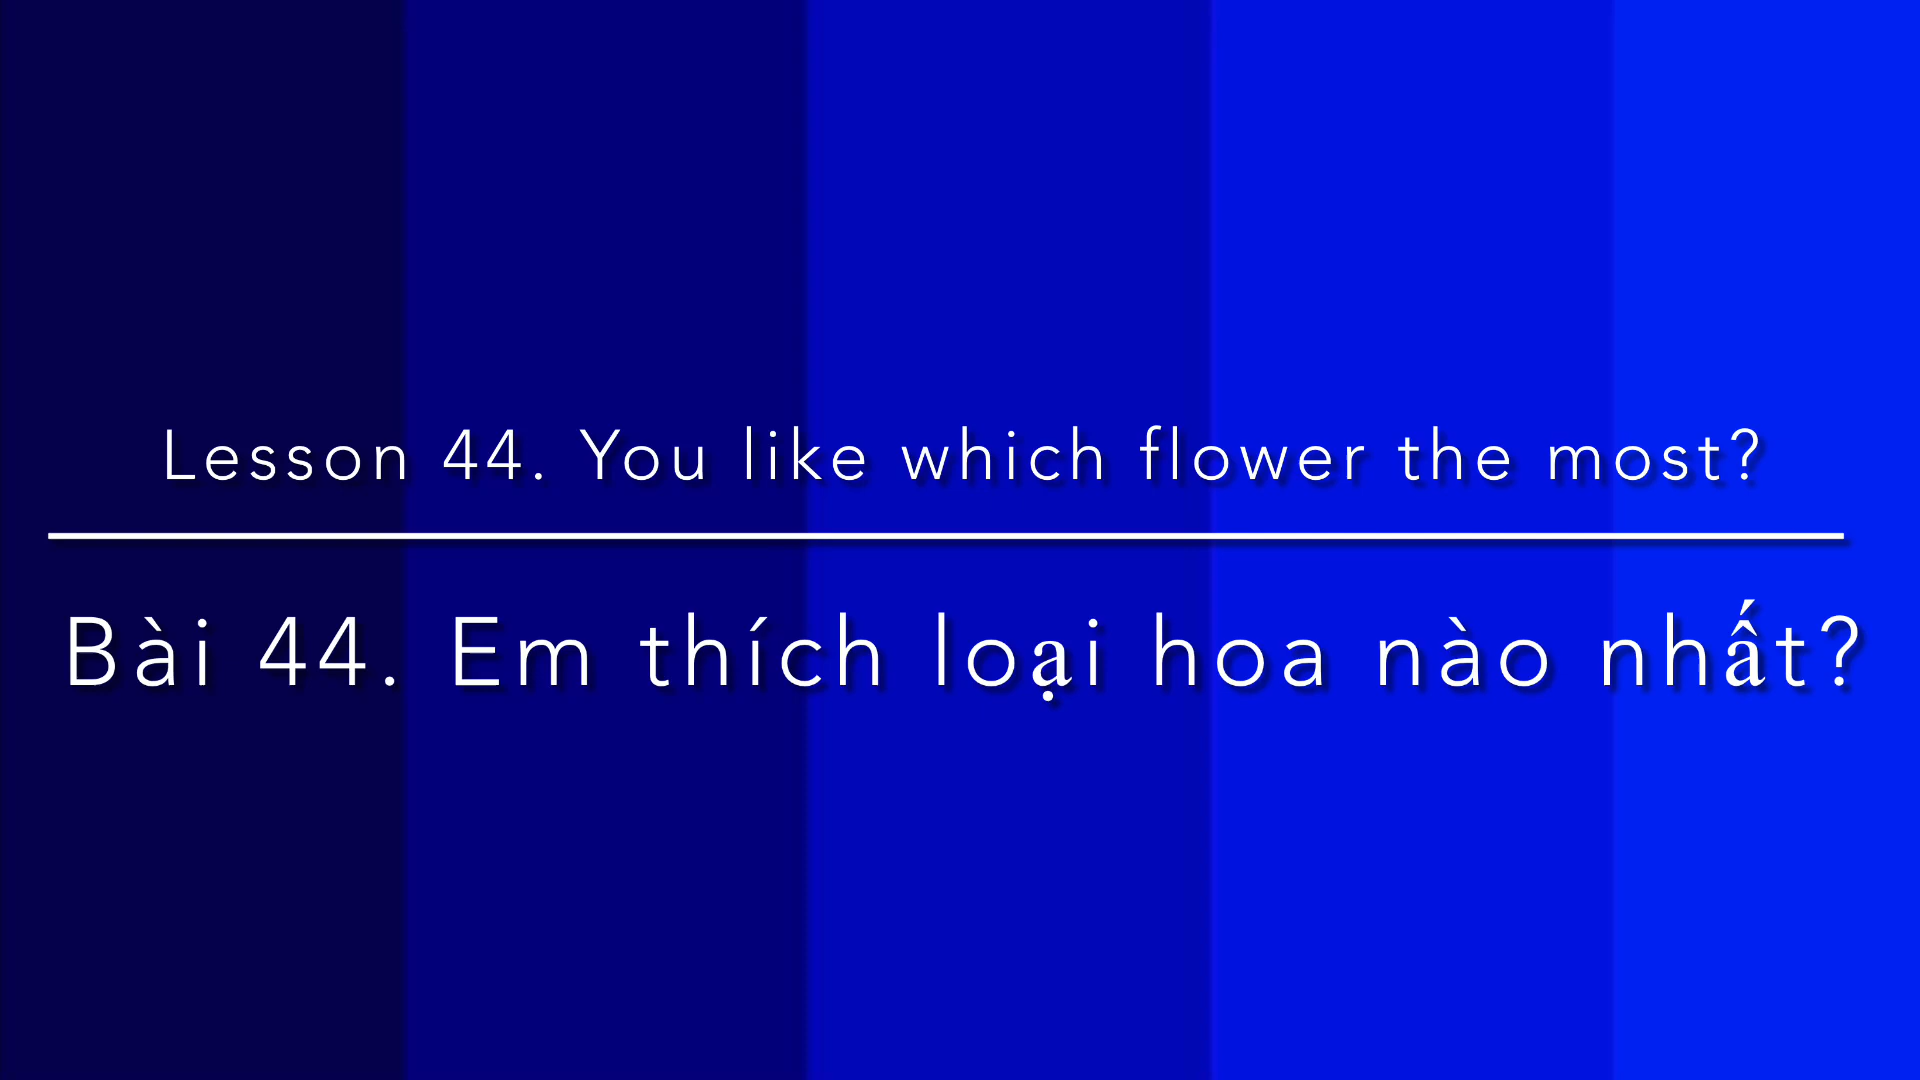 Lesson 44. You like which flower the most?
Bài 44. Em thích loại hoa nào nhất?